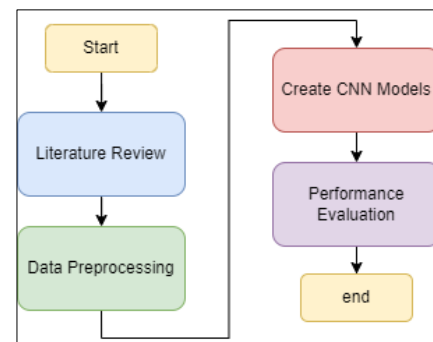 Start
Literature Review
Data Preprocessing
Create CNN Models
Performance
Evaluation
end